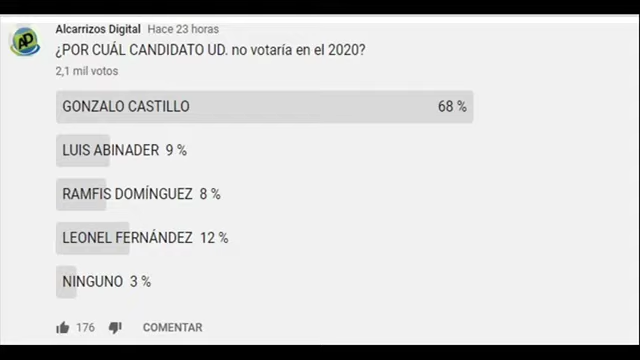 AD
Alcarrizos Digital Hace 23 horas
¿POR CUÁL CANDIDATO UD. no votaría en el 2020?
2,1 mil votos
GONZALO CASTILLO 68 %
LUIS ABINADER 9 %
RAMFIS DOMÍNGUEZ 8 %
LEONEL FERNÁNDEZ 12 %
NINGUNO 3 %
176 COMENTAR